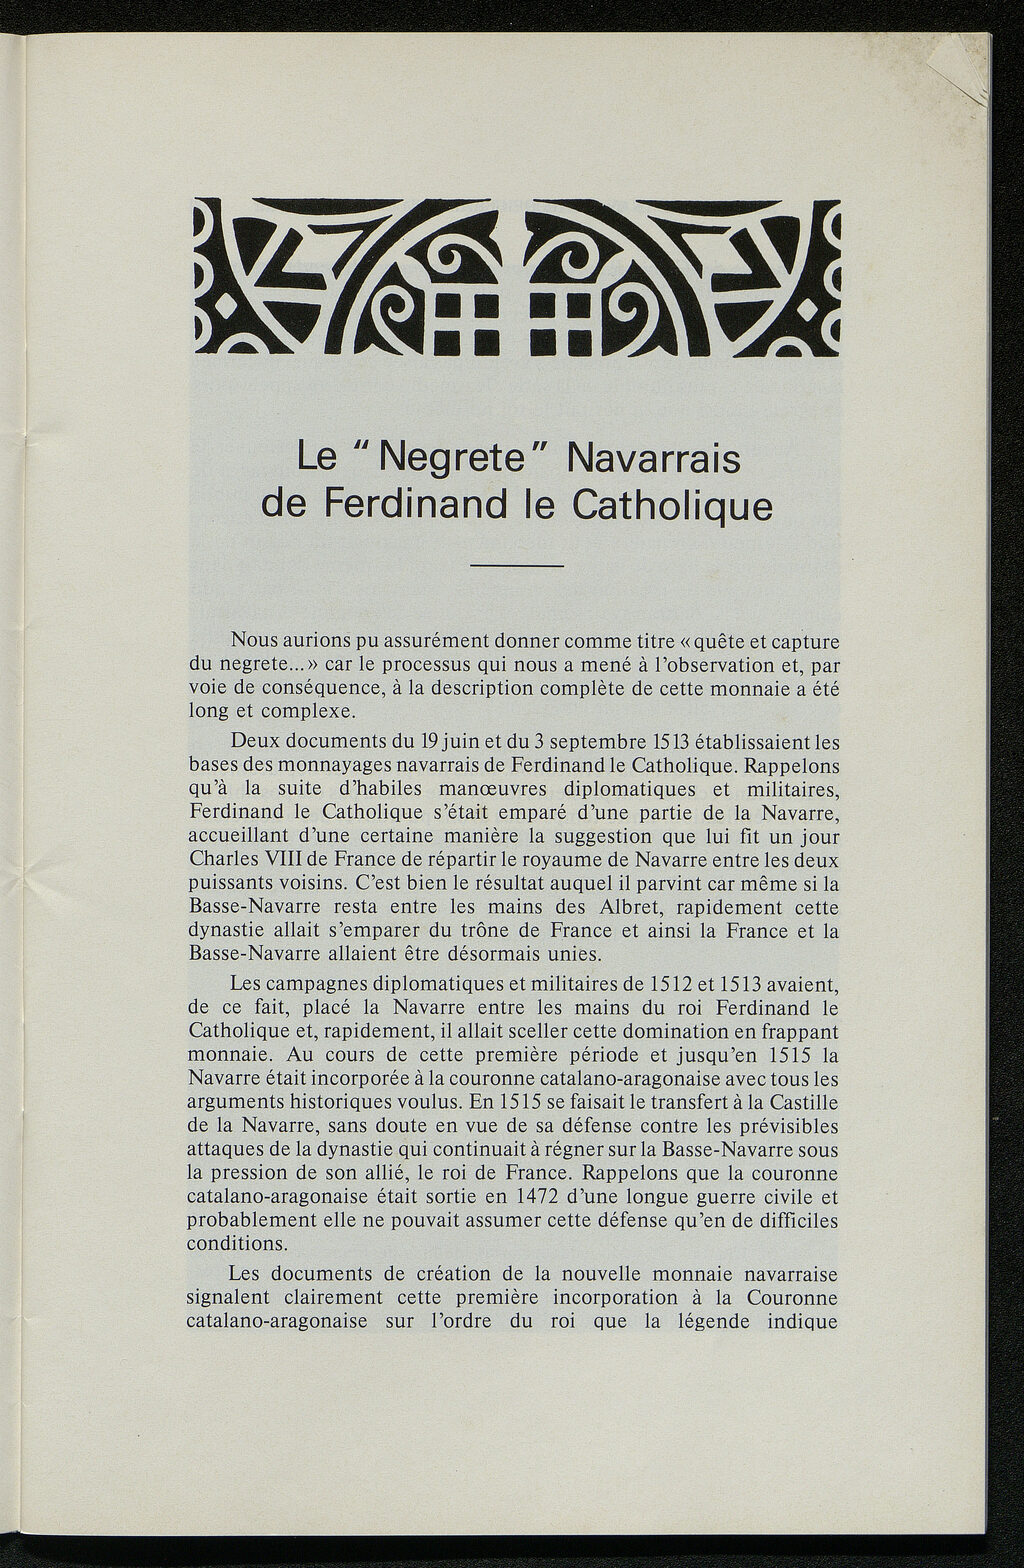 Le “Negrete” Navarrais
de Ferdinand le Catholique
Nous aurions pu assurément donner comme titre « quête et capture
du negrete... » car le processus qui nous a mené à l’observation et, par
voie de conséquence, à la description complète de cette monnaie a été
long et complexe.
Deux documents du 19 juin et du 3 septembre 1513 établissaient les
bases des monnayages navarrais de Ferdinand le Catholique. Rappelons
qu’à la suite d’habiles manœuvres diplomatiques et militaires,
Ferdinand le Catholique s’était emparé d’une partie de la Navarre,
accueillant d’une certaine manière la suggestion que lui fit un jour
Charles VIII de France de répartir le royaume de Navarre entre les deux
puissants voisins. C’est bien le résultat auquel il parvint car même si la
Basse-Navarre resta entre les mains des Albret, rapidement cette
dynastie allait s’emparer du trône de France et ainsi la France et la
Basse-Navarre allaient être désormais unies.
Les campagnes diplomatiques et militaires de 1512 et 1513 avaient,
de ce fait, placé la Navarre entre les mains du roi Ferdinand le
Catholique et, rapidement, il allait sceller cette domination en frappant
monnaie. Au cours de cette première période et jusqu’en 1515 la
Navarre était incorporée à la couronne catalano-aragonaise avec tous les
arguments historiques voulus. En 1515 se faisait le transfert à la Castille
de la Navarre, sans doute en vue de sa défense contre les prévisibles
attaques de la dynastie qui continuait à régner sur la Basse-Navarre sous
la pression de son allié, le roi de France. Rappelons que la couronne
catalano-aragonaise était sortie en 1472 d’une longue guerre civile et
probablement elle ne pouvait assumer cette défense qu’en de difficiles
conditions.
Les documents de création de la nouvelle monnaie navarraise
signalent clairement cette première incorporation à la Couronne
catalano-aragonaise sur l’ordre du roi que la légende indique